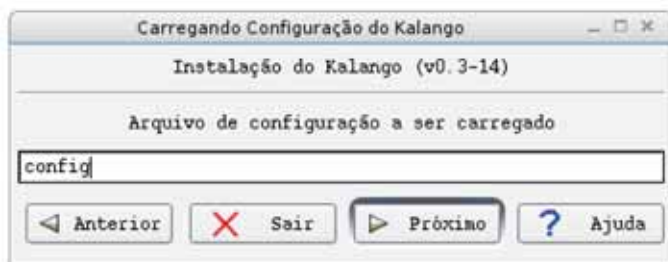 Carregando Configuração do Kalango
Instalação do Kalango (v0.3-14)
Arquivo de configuração a ser carregado
config
Anterior Sair Próximo ? Ajuda